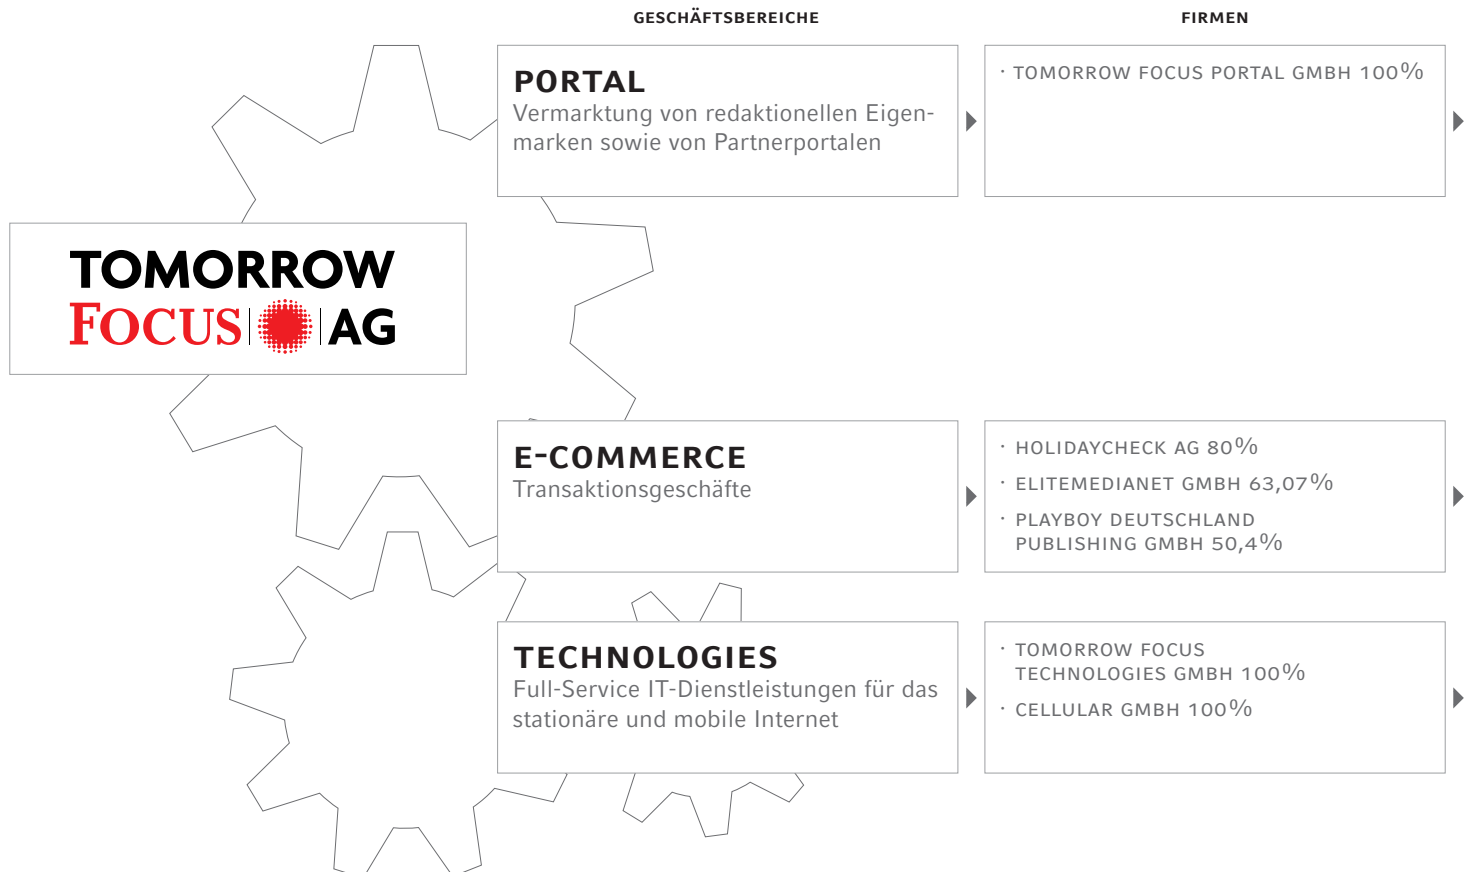 GESCHÄFTSBEREICHE
FIRMEN
PORTAL
Vermarktung von redaktionellen Eigen-
marken sowie von Partnerportalen
· TOMORROW FOCUS PORTAL GMBH 100%
TOMORROW
FOCUS AG
E-COMMERCE
Transaktionsgeschäfte
· HOLIDAYCHECK AG 80%
· ELITEMEDIANET GMBH 63,07%
· PLAYBOY DEUTSCHLAND
PUBLISHING GMBH 50,4%
TECHNOLOGIES
Full-Service IT-Dienstleistungen für das
stationäre und mobile Internet
· TOMORROW FOCUS
TECHNOLOGIES GMBH 100%
· CELLULAR GMBH 100%